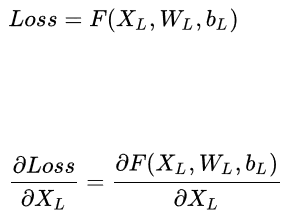 Loss = F(X_L, W_L, b_L)
∂Loss/∂X_L = ∂F(X_L, W_L, b_L)/∂X_L